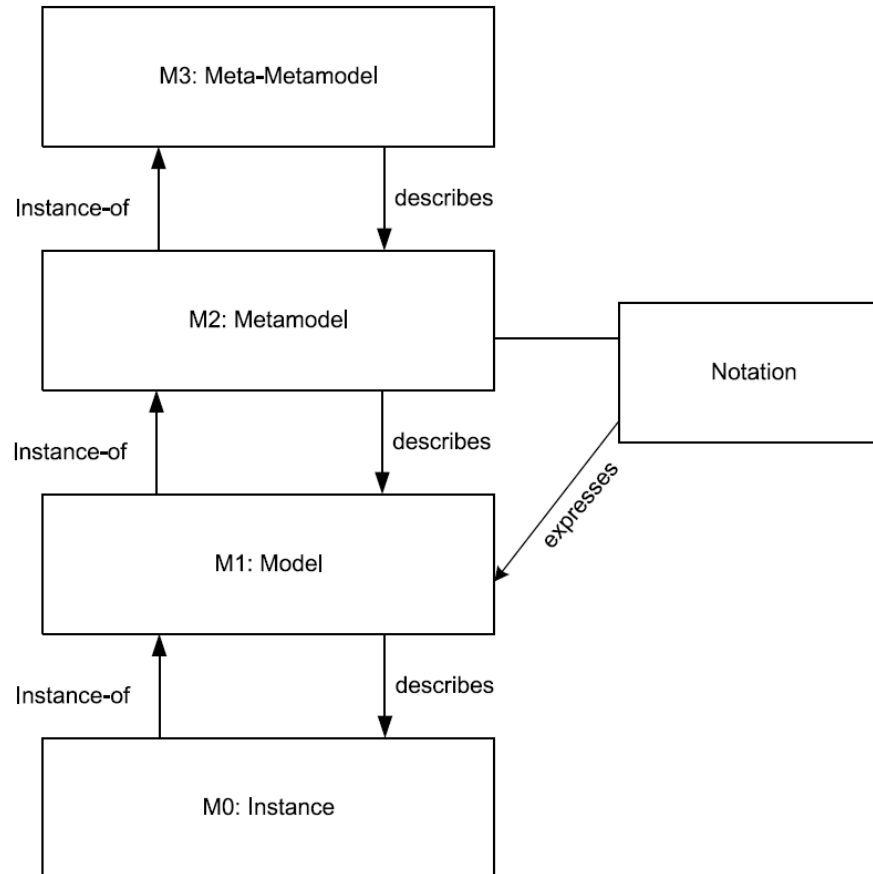 M3: Meta-Metamodel
Instance-of
describes
M2: Metamodel
Notation
Instance-of
describes
expresses
M1: Model
Instance-of
describes
M0: Instance